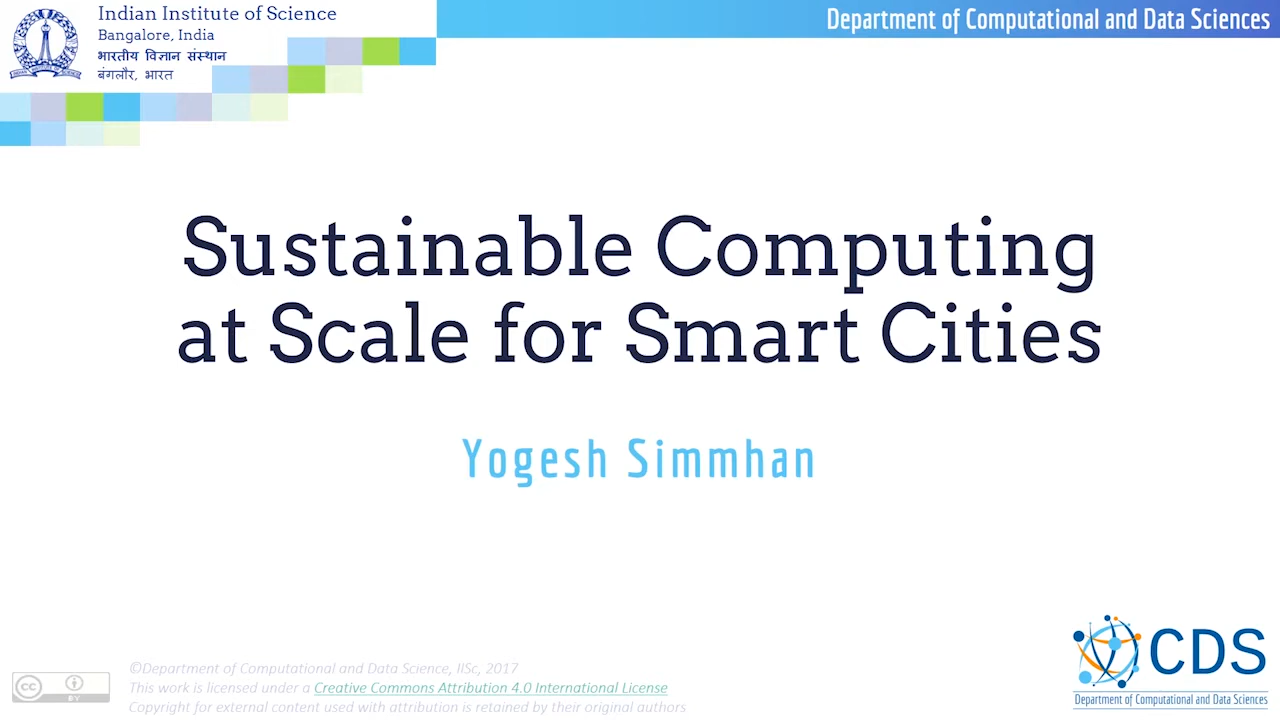 Indian Institute of Science
Bangalore, India
भारतीय विज्ञान संस्थान
बंगलौर, भारत
Department of Computational and Data Sciences
Sustainable Computing
at Scale for Smart Cities
Yogesh Simmhan
©Department of Computational and Data Science, IISc, 2017
This work is licensed under a Creative Commons Attribution 4.0 International License
Copyright for external content used with attribution is retained by their original authors
cc
BY
CDS
Department of Computational and Data Sciences